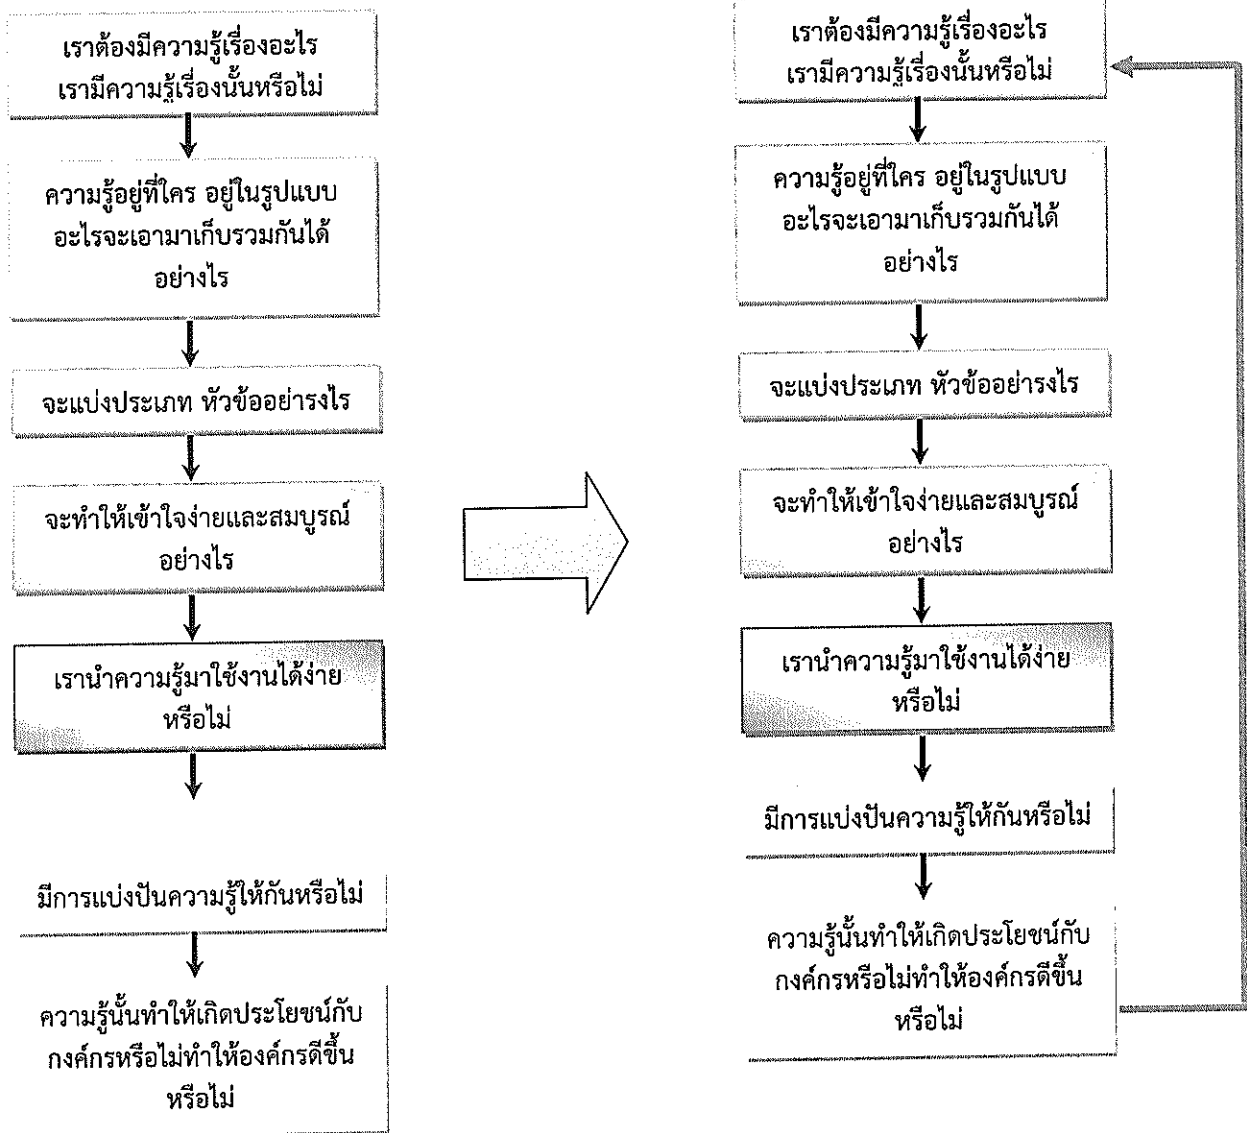 เราต้องมีความรู้เรื่องอะไร
เรามีความรู้เรื่องนั้นหรือไม่
ความรู้อยู่ที่ใคร อยู่ในรูปแบบ
อะไรจะเอามาเก็บรวมกันได้
อย่างไร
จะแบ่งประเภท หัวข้ออย่ารงไร
จะทำให้เข้าใจง่ายและสมบูรณ์
อย่างไร
เรานำความรู้มาใช้งานได้ง่าย
หรือไม่
มีการแบ่งปันความรู้ให้กันหรือไม่
ความรู้นั้นทำให้เกิดประโยชน์กับ
กงค์กรหรือไม่ทำให้องค์กรดีขึ้น
หรือไม่
เราต้องมีความรู้เรื่องอะไร
เรามีความรู้เรื่องนั้นหรือไม่
ความรู้อยู่ที่ใคร อยู่ในรูปแบบ
อะไรจะเอามาเก็บรวมกันได้
อย่างไร
จะแบ่งประเภท หัวข้ออย่ารงไร
จะทำให้เข้าใจง่ายและสมบูรณ์
อย่างไร
เรานำความรู้มาใช้งานได้ง่าย
หรือไม่
มีการแบ่งปันความรู้ให้กันหรือไม่
ความรู้นั้นทำให้เกิดประโยชน์กับ
กงค์กรหรือไม่ทำให้องค์กรดีขึ้น
หรือไม่